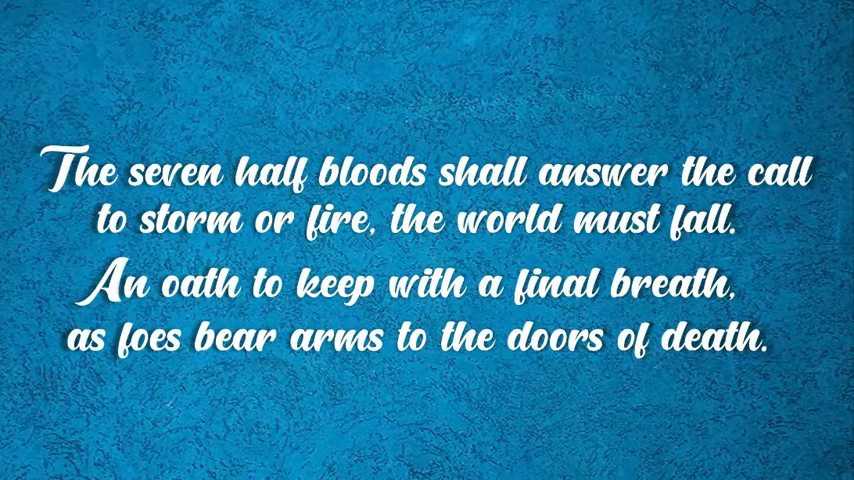 The seven half bloods shall answer the call
to storm or fire, the world must fall.
An oath to keep with a final breath,
as foes bear arms to the doors of death.